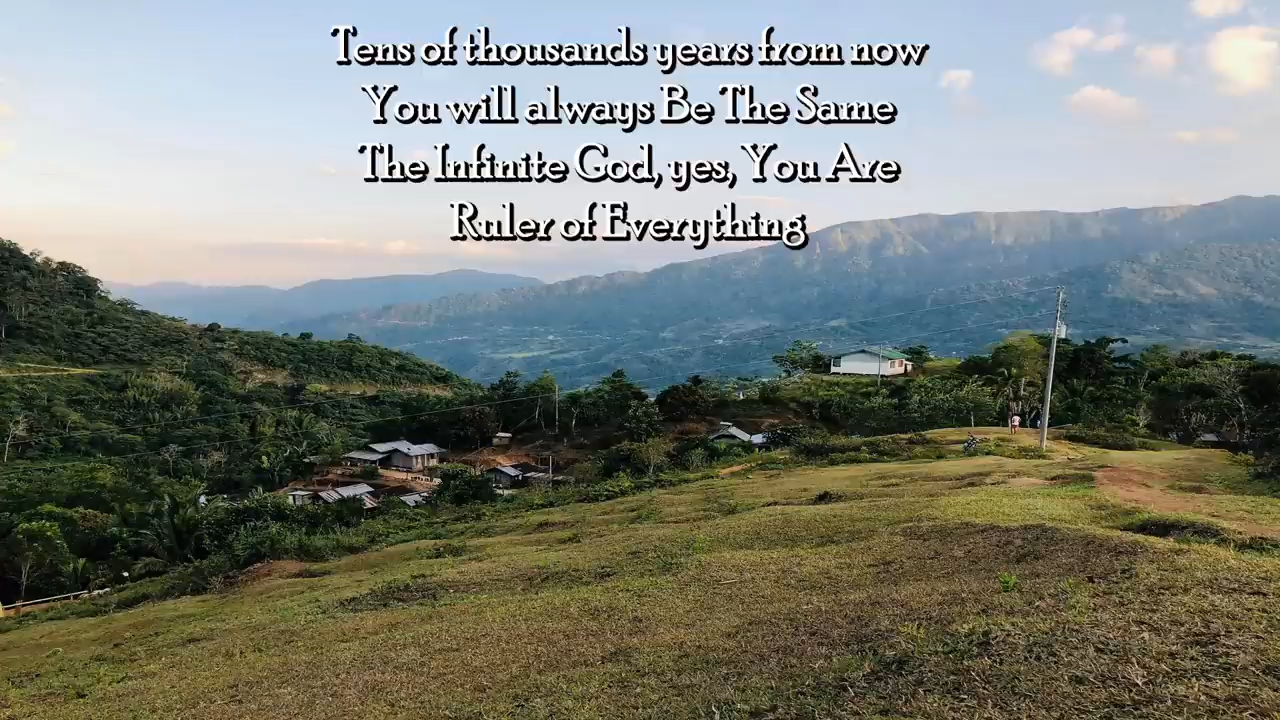 Tens of thousands years from now
You will always Be The Same
The Infinite God, yes, You Are
Ruler of Everything